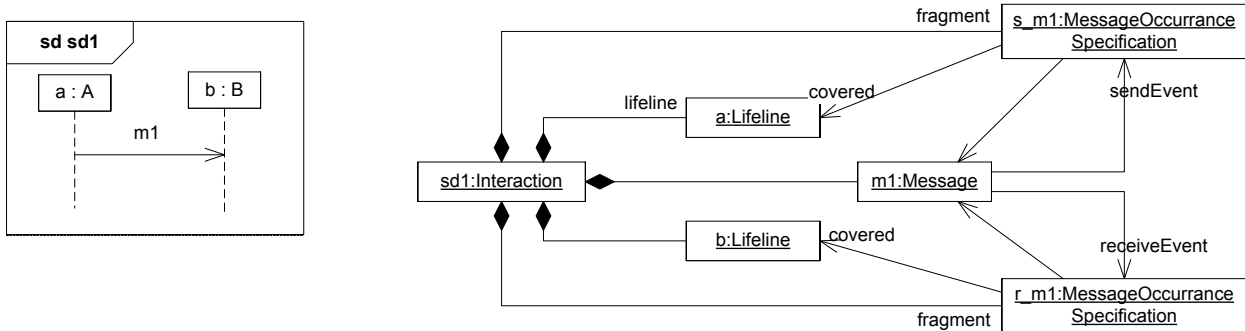 sd sd1
a : A
b : B
m1
fragment
s_m1:MessageOccurrance
Specification
sendEvent
covered
lifeline
a:Lifeline
sd1:Interaction
m1:Message
b:Lifeline
covered
receiveEvent
r_m1:MessageOccurrance
Specification
fragment